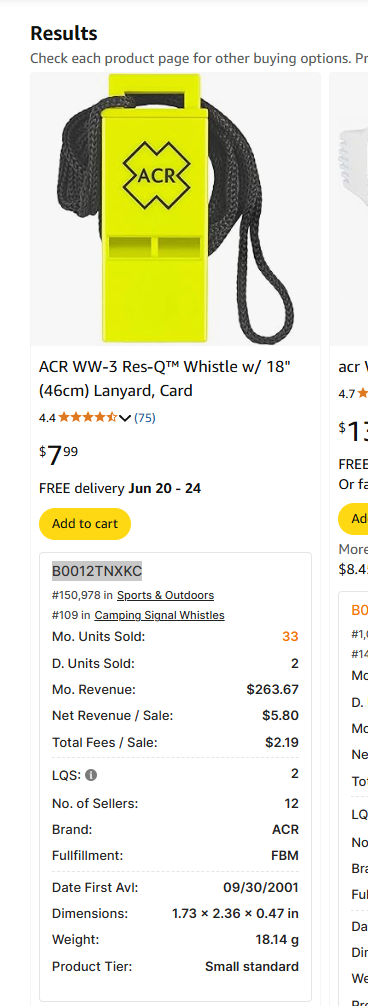 Results
Check each product page for other buying options. Pr
ACR
ACR WW-3 Res-Q™ Whistle w/ 18"
(46cm) Lanyard, Card
4.4 (75)
$7.99
FREE delivery Jun 20 - 24
Add to cart
B0012TNXKC
#150,978 in Sports & Outdoors
#109 in Camping Signal Whistles
Mo. Units Sold: 33
D. Units Sold: 2
Mo. Revenue: $263.67
Net Revenue / Sale: $5.80
Total Fees / Sale: $2.19
LQS: 2
No. of Sellers: 12
Brand: ACR
Fullfillment: FBM
Date First Avl: 09/30/2001
Dimensions: 1.73 × 2.36 × 0.47 in
Weight: 18.14 g
Product Tier: Small standard
acr
4.7
$13
FREE
Or fa
Ad
More
$8.4
B0
#1,0
#14
Mo
D.
Mo
Ne
To
LQ
No
Bra
Ful
Da
Dir
We